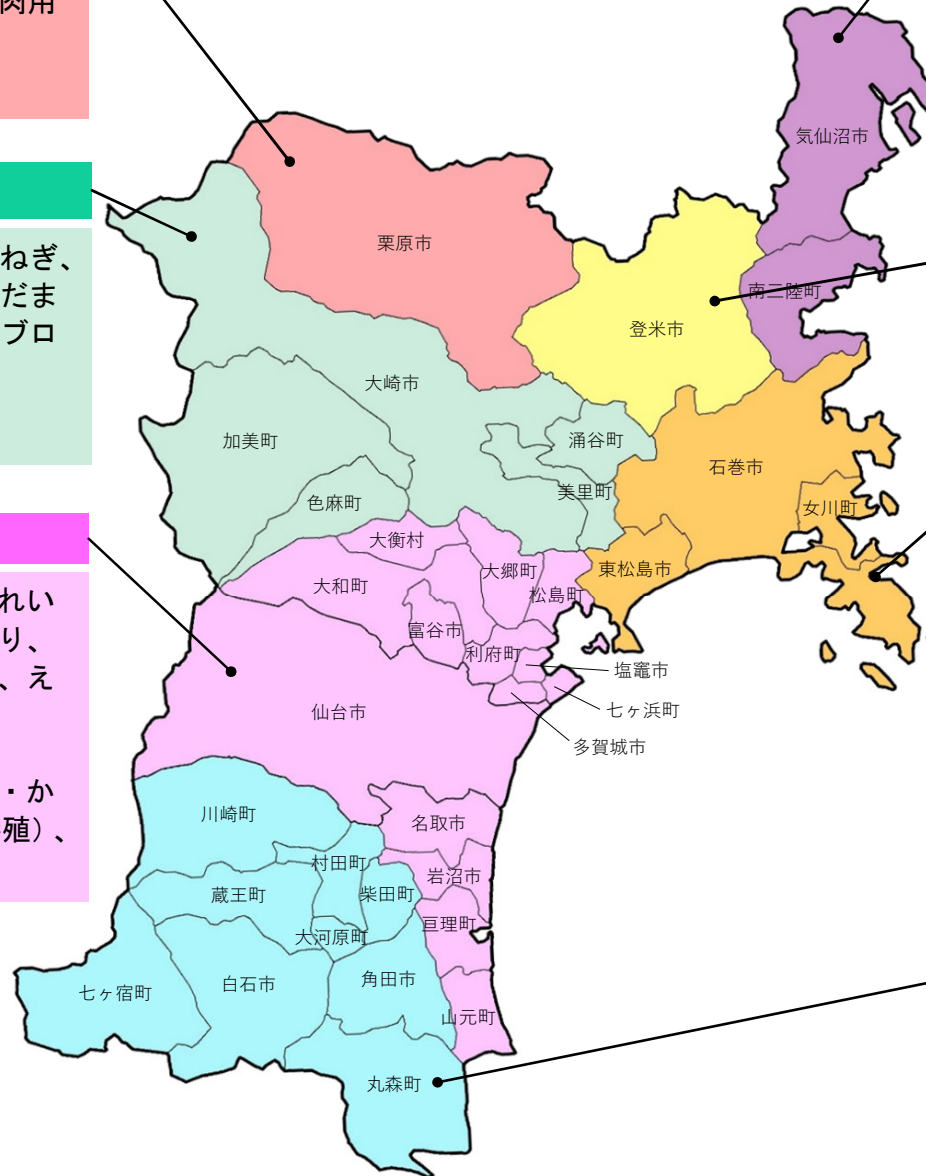 肉用
ねぎ、
だま
ブロ
れい
り、
、え
・か
殖）、
気仙沼市
栗原市
南三陸町
登米市
大崎市
加美町
涌谷町
石巻市
美里町
色麻町
女川町
大衡村
大郷町
東松島市
大和町
松島町
富谷市
利府町
塩竈市
七ヶ浜町
仙台市
多賀城市
川崎町
名取市
村田町
岩沼市
蔵王町
柴田町
亘理町
大河原町
角田市
白石市
七ヶ宿町
山元町
丸森町